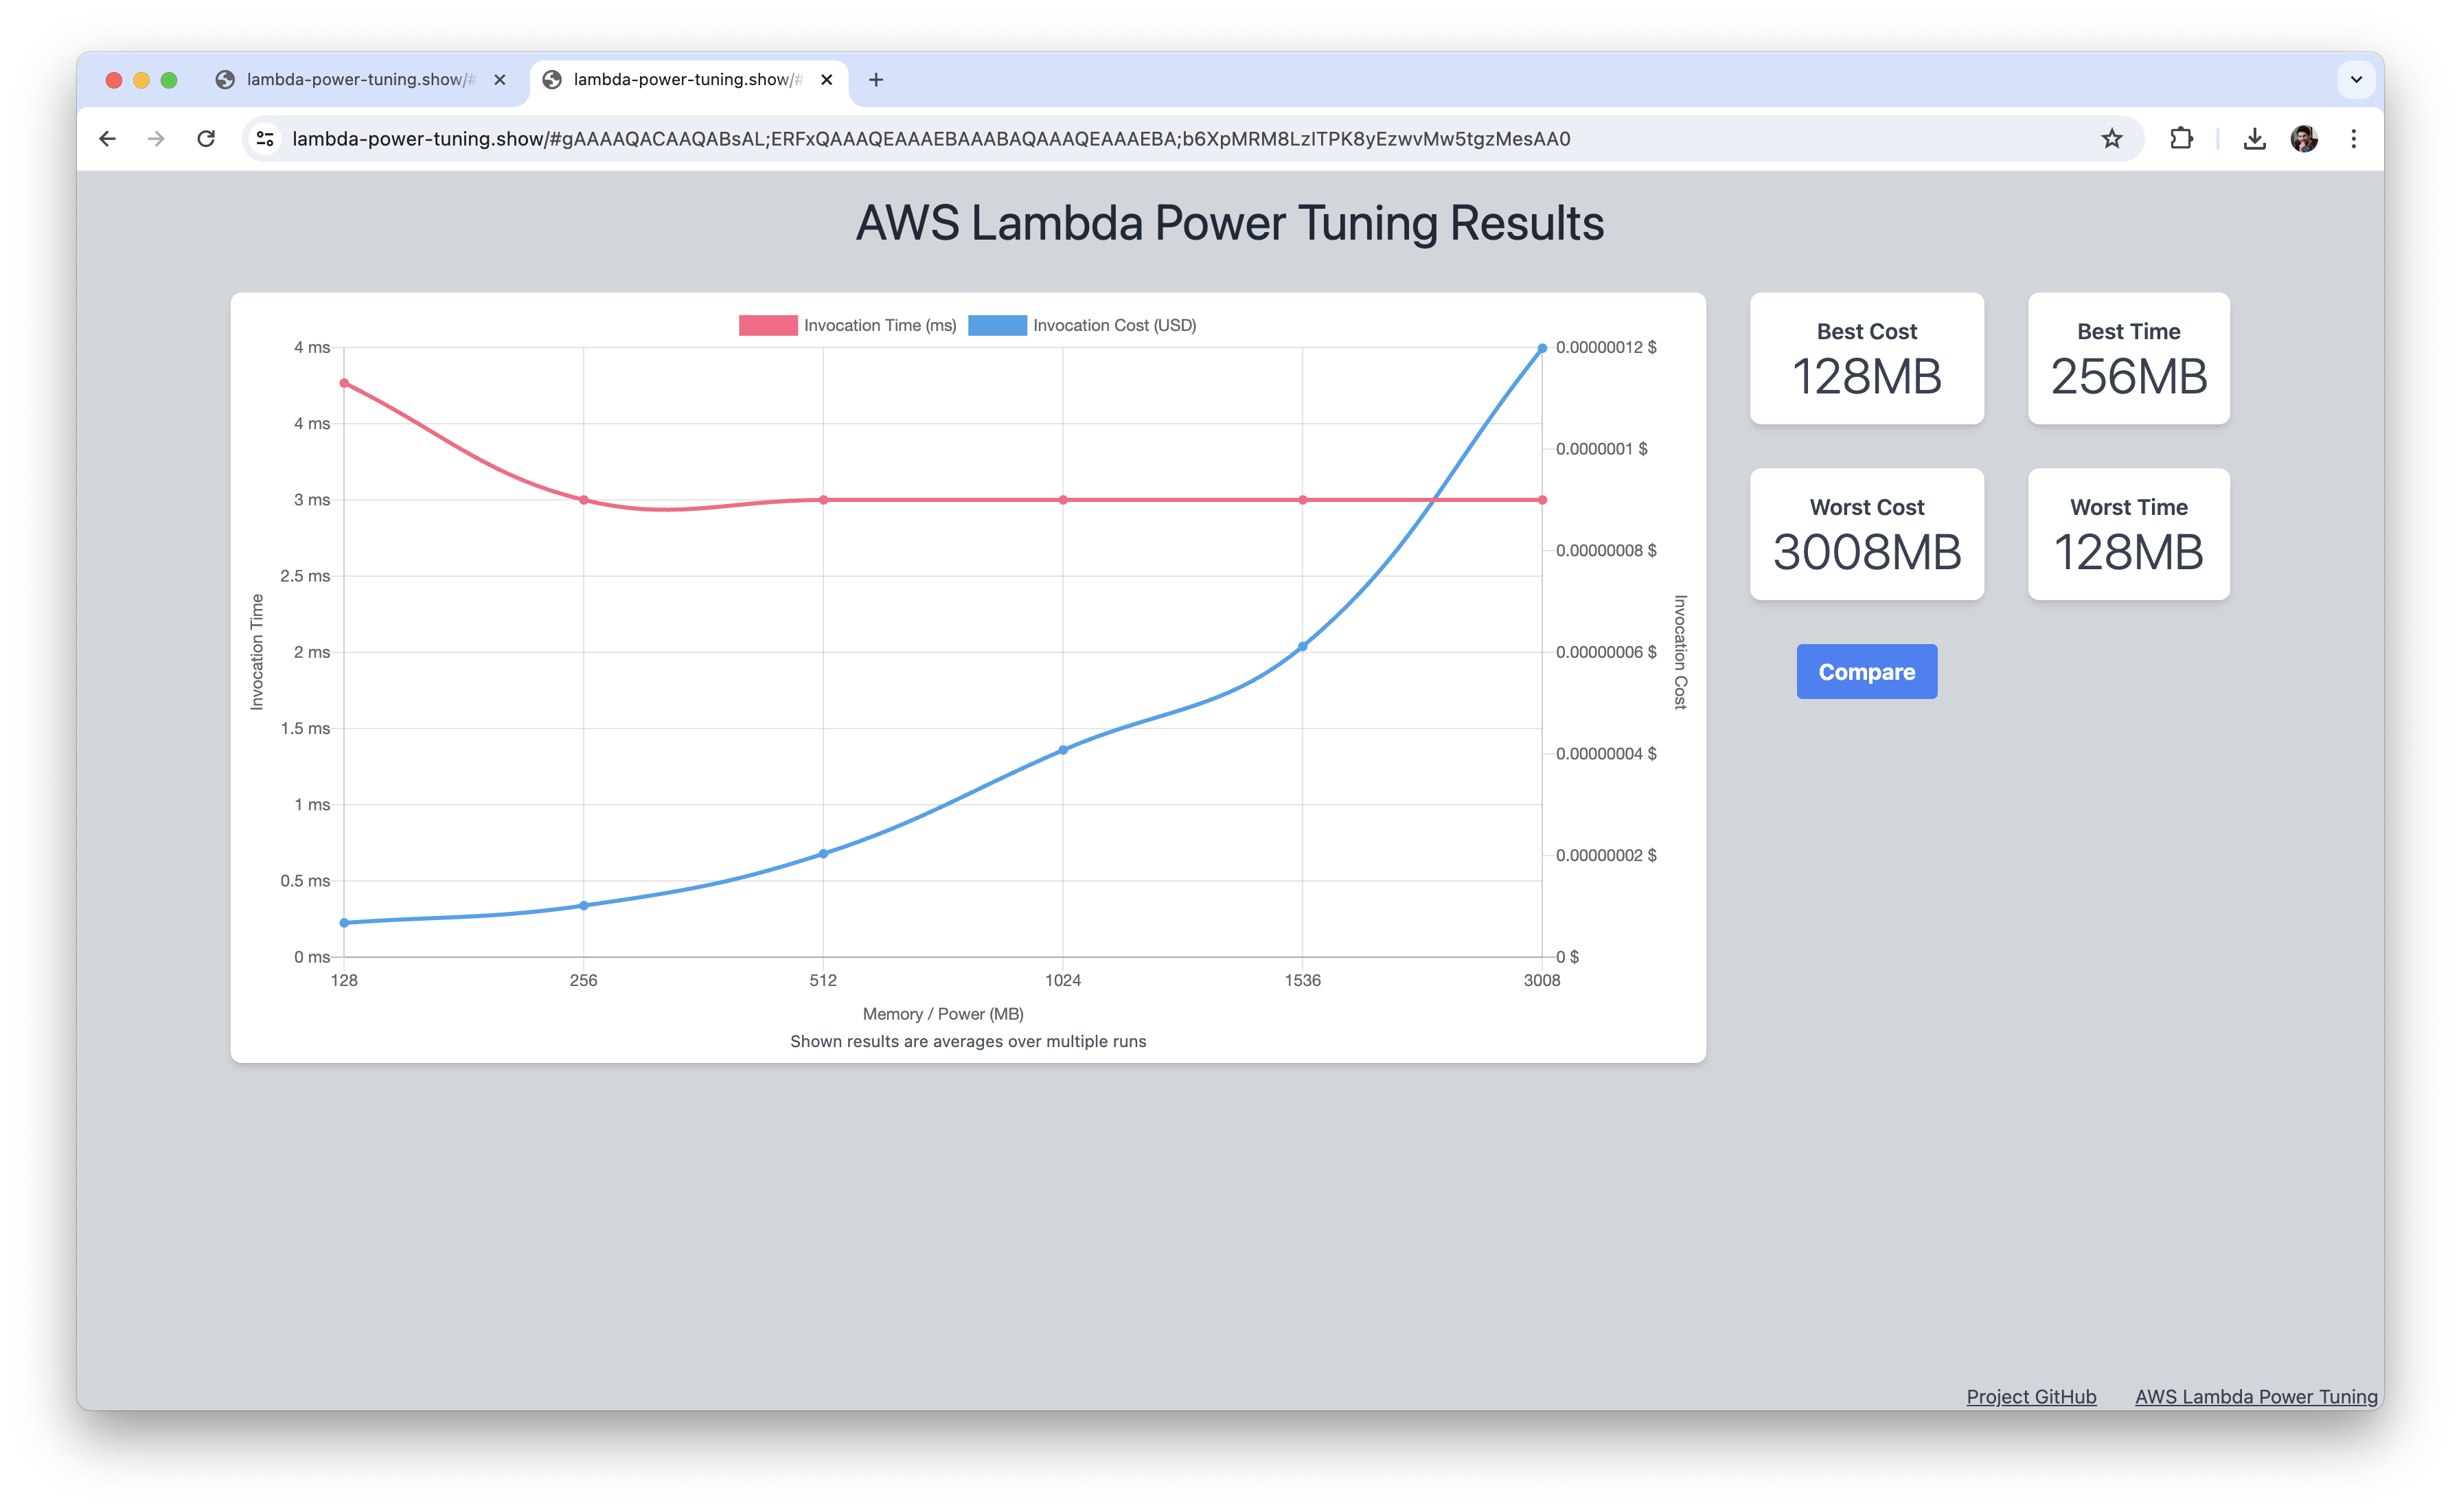 lambda-power-tuning.show/#
lambda-power-tuning.show/#
lambda-power-tuning.show/#gAAAAQACAAQABsAL;ERFxQAAAQEAAAEBAAABAQAAAQEAAAEBA;b6XpMRM8LzITPK8yEzwvMw5tgzMesAA0
AWS Lambda Power Tuning Results
Invocation Time (ms)
Invocation Cost (USD)
4 ms
4 ms
3 ms
2.5 ms
2 ms
1.5 ms
1 ms
0.5 ms
0 ms
Invocation Time
0.00000012 $
0.0000001 $
0.00000008 $
0.00000006 $
0.00000004 $
0.00000002 $
0 $
Invocation Cost
128
256
512
1024
1536
3008
Memory / Power (MB)
Shown results are averages over multiple runs
Best Cost
128MB
Best Time
256MB
Worst Cost
3008MB
Worst Time
128MB
Compare
Project GitHub
AWS Lambda Power Tuning